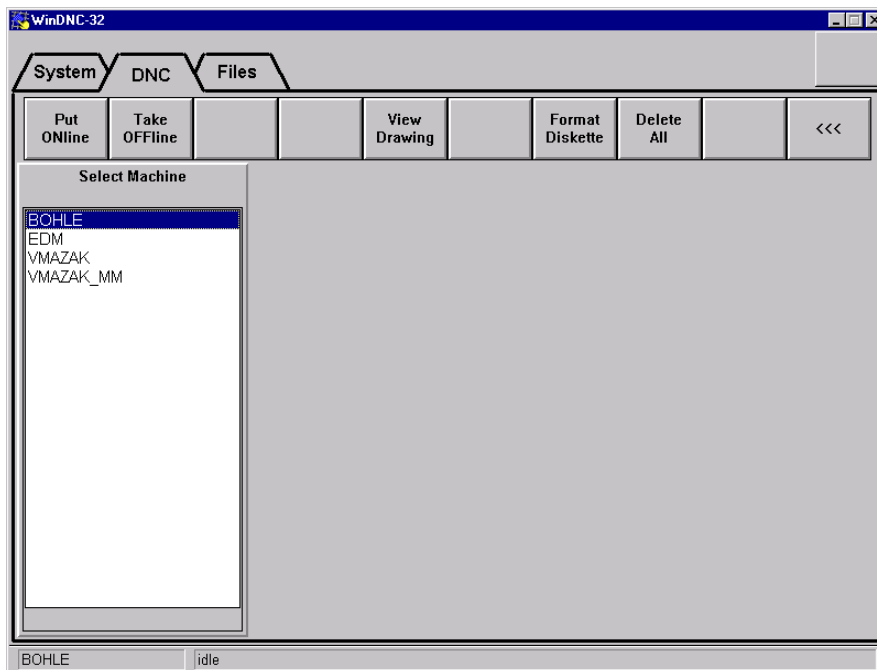 WinDNC-32
System
DNC
Files
Put
ONline
Take
OFFline
View
Drawing
Format
Diskette
Delete
All
<<<
Select Machine
BOHLE
EDM
VMAZAK
VMAZAK_MM
BOHLE
idle